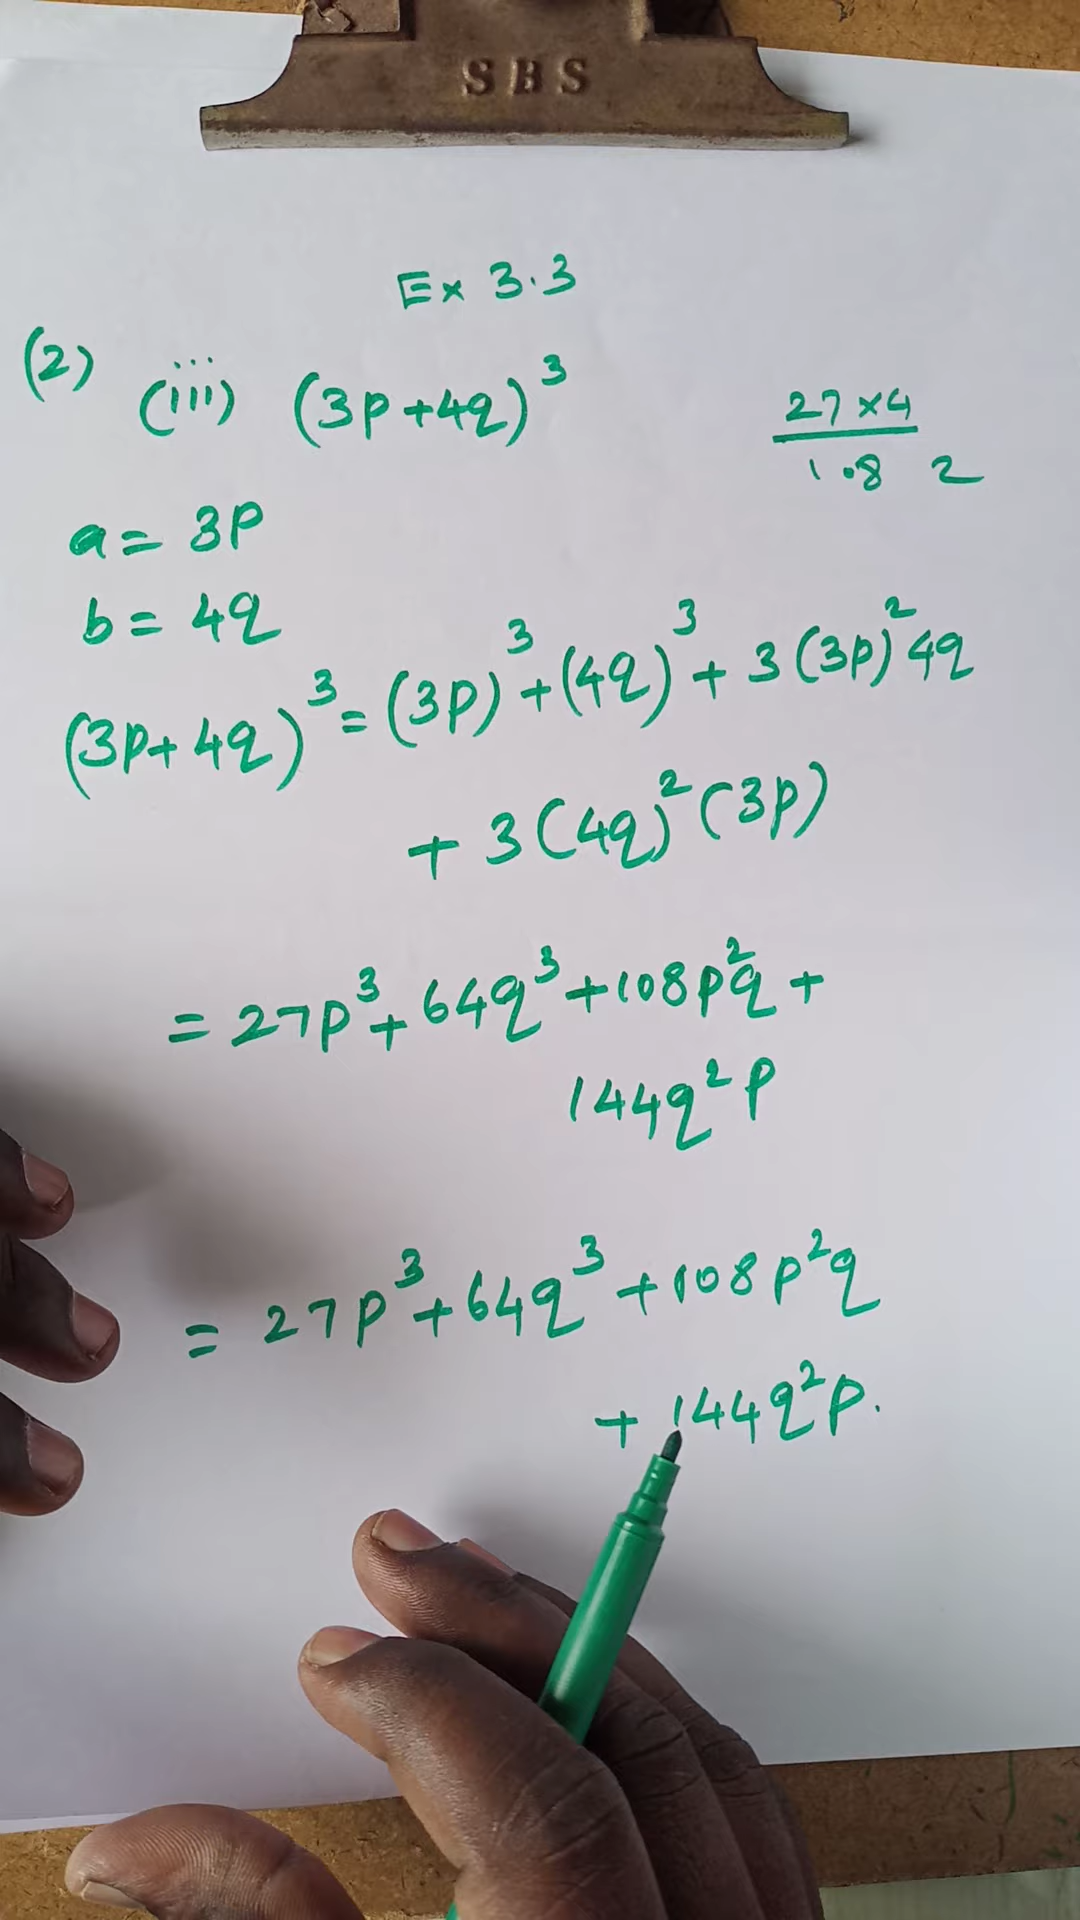 SBS
Ex 3.3
(2) (iii) (3p+4q)³
27×4
108 2
a= 3P
b= 4q
(3p+4q)³=(3p)³+(4q)³+3(3p)²4q
+ 3(4q)²(3p)
=27p³+64q³+108p²q+
144q²p
= 27p³+64q³+108p²q
+ 144q²p.